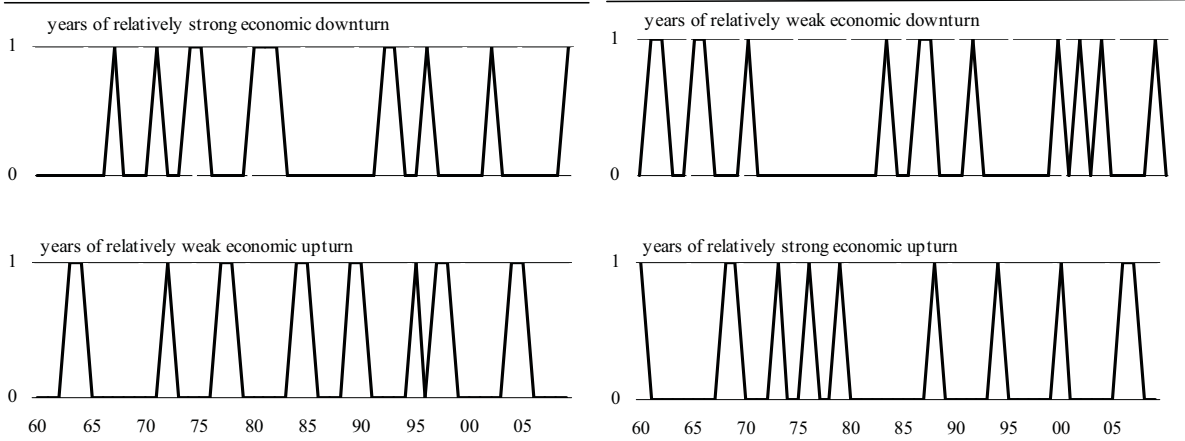 years of relatively strong economic downturn
1
0
years of relatively weak economic downturn
1
0
years of relatively weak economic upturn
1
0
60 65 70 75 80 85 90 95 00 05
years of relatively strong economic upturn
1
0
60 65 70 75 80 85 90 95 00 05